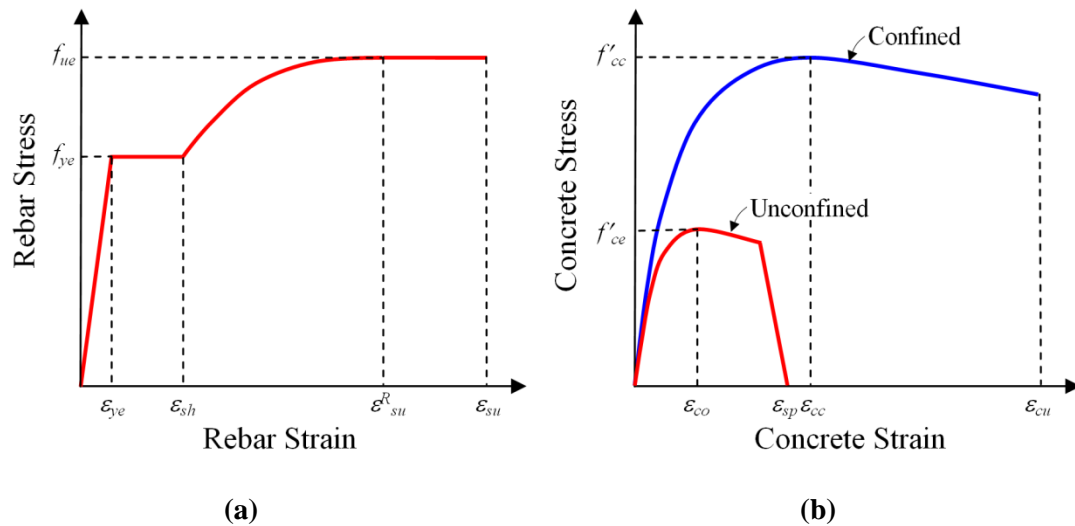 f_ue
f_ye
Rebar Stress
ε_ye
ε_sh
ε^R_su
ε_su
Rebar Strain
(a)
f'_cc
f'_ce
Concrete Stress
Confined
Unconfined
ε_co
ε_sp
ε_cc
ε_cu
Concrete Strain
(b)